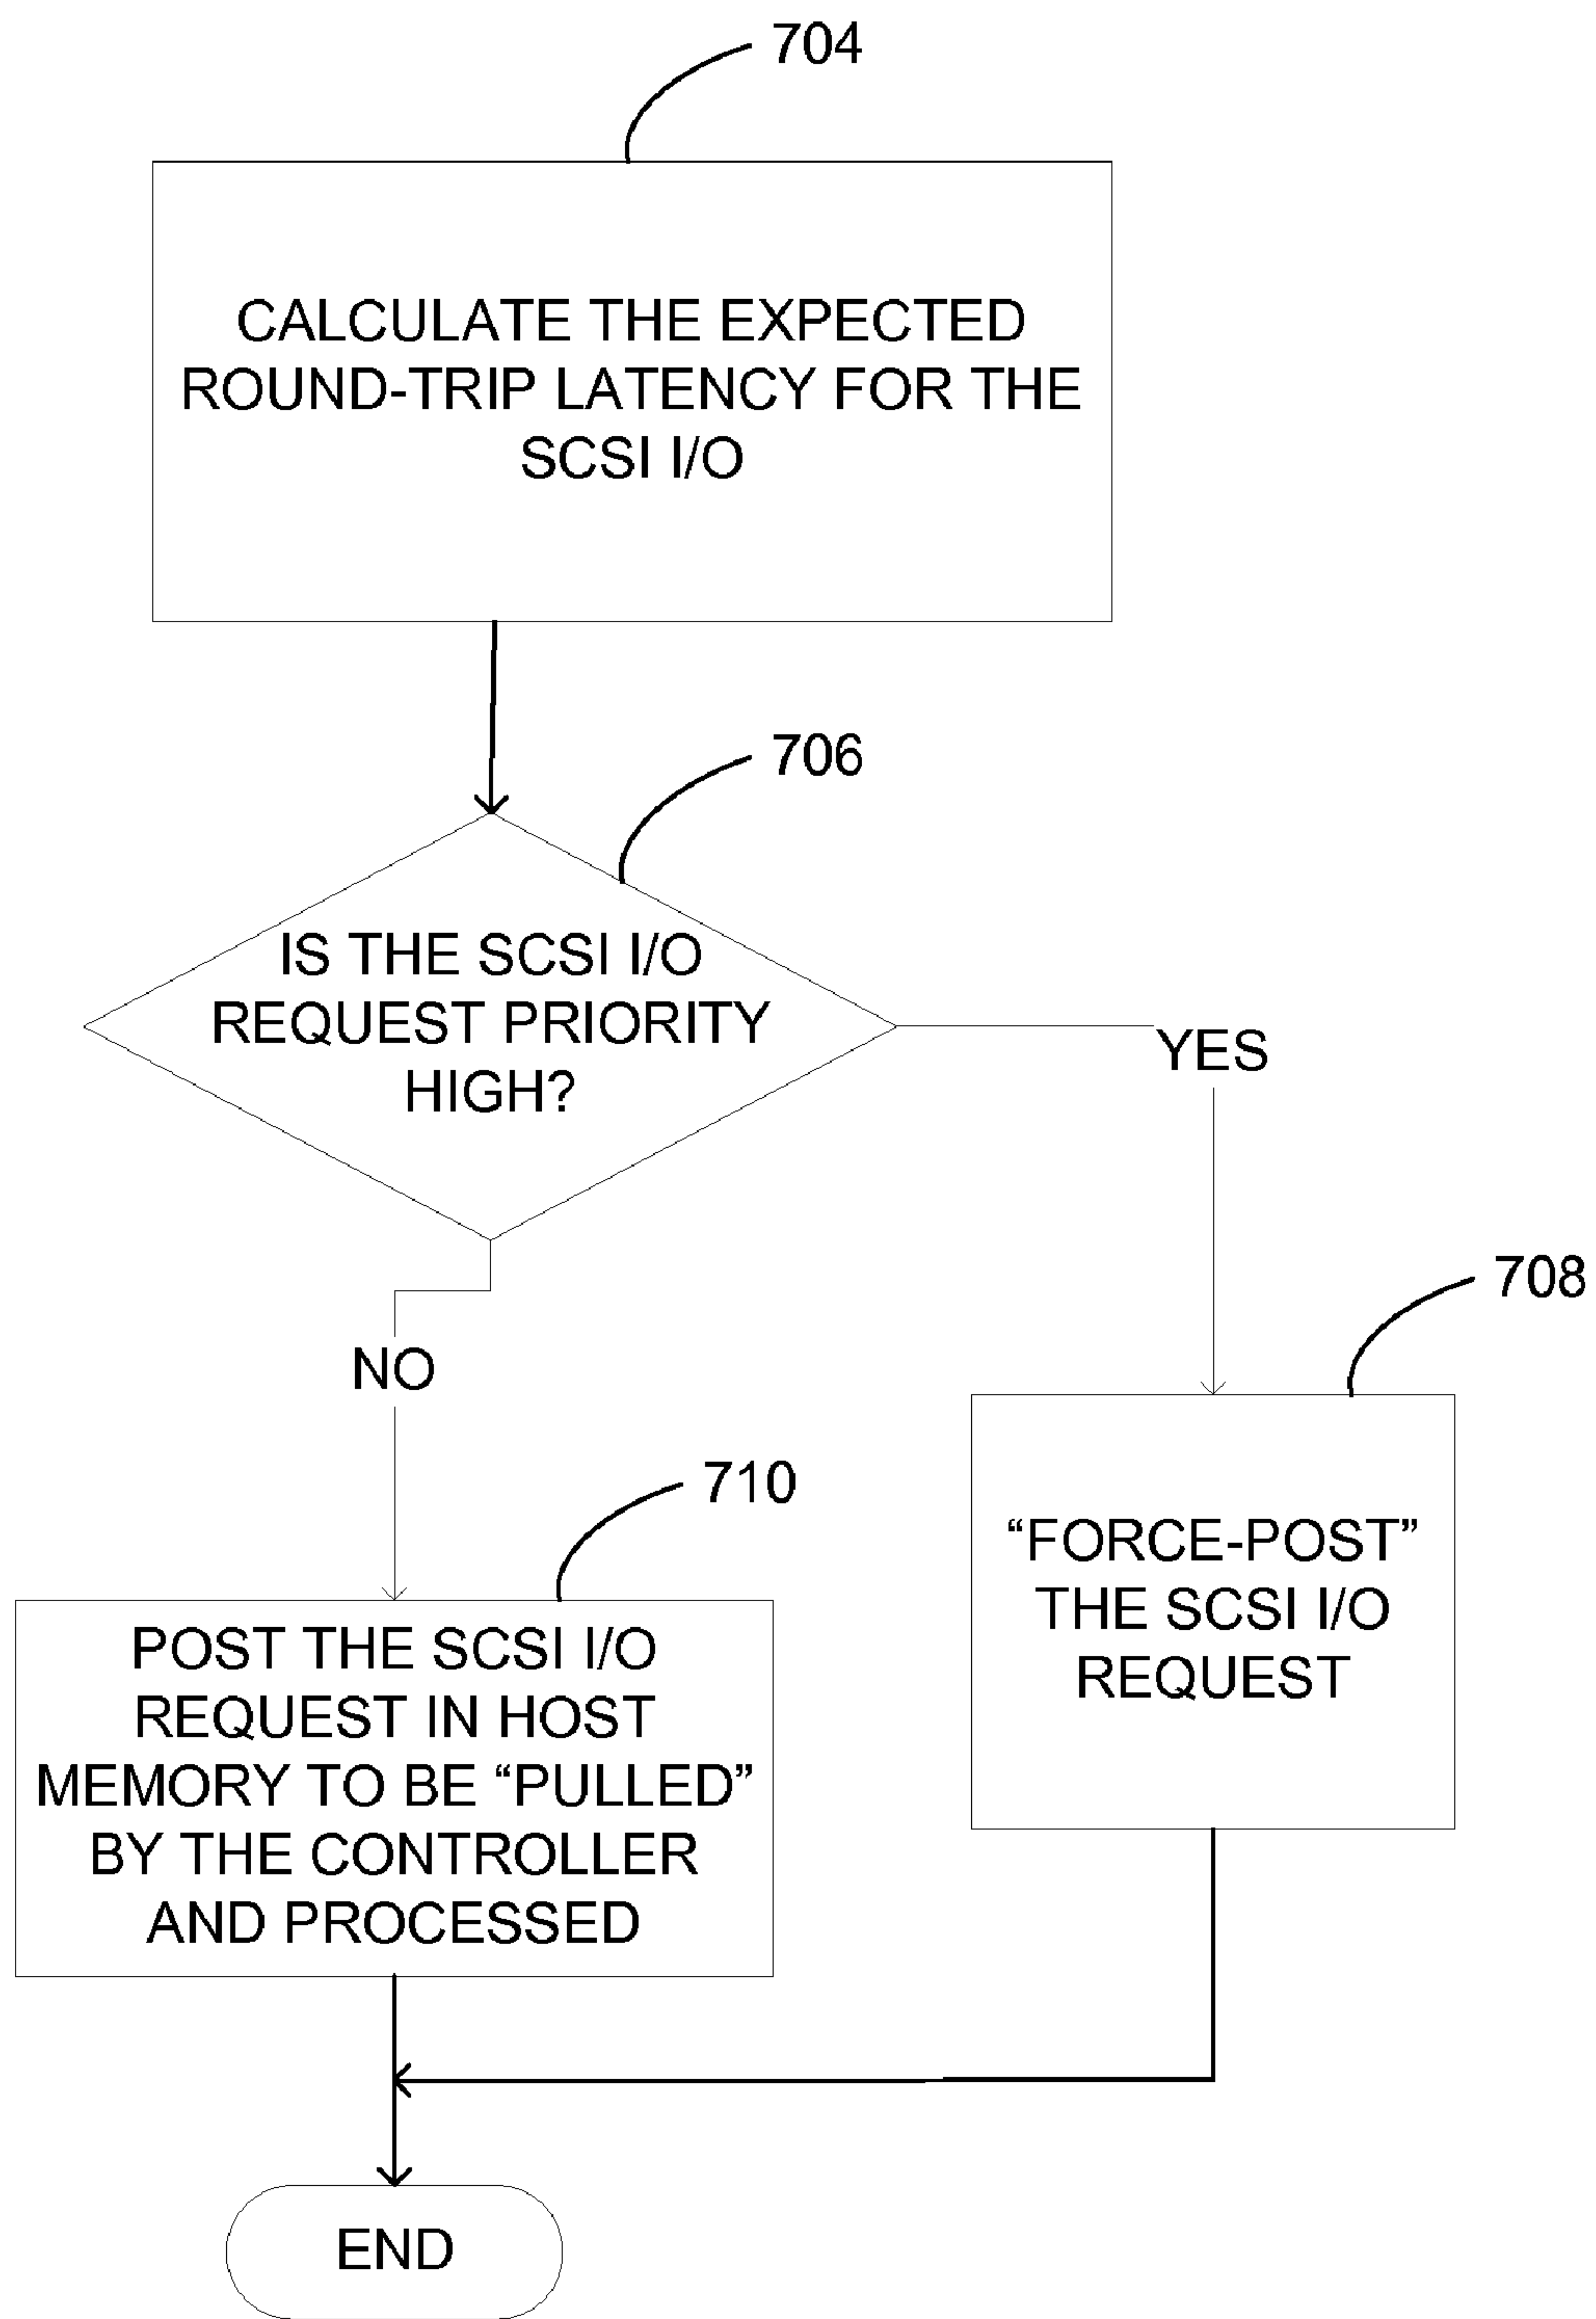 704
CALCULATE THE EXPECTED
ROUND-TRIP LATENCY FOR THE
SCSI I/O
706
IS THE SCSI I/O
REQUEST PRIORITY
HIGH?
YES
NO
708
“FORCE-POST”
THE SCSI I/O
REQUEST
710
POST THE SCSI I/O
REQUEST IN HOST
MEMORY TO BE “PULLED”
BY THE CONTROLLER
AND PROCESSED
END